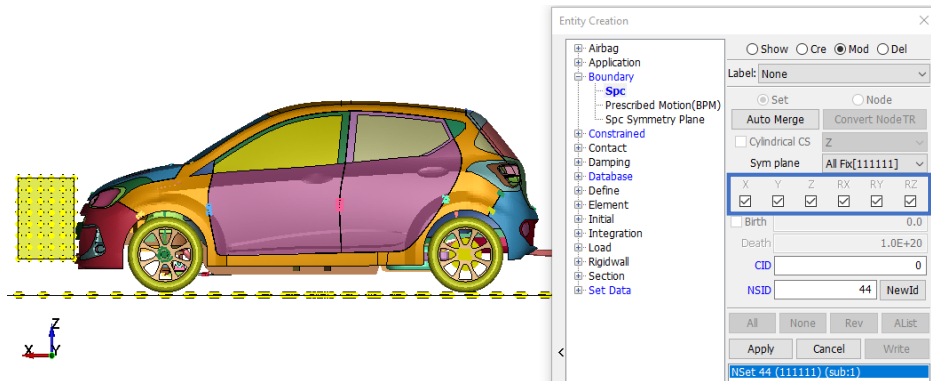 Entity Creation
Airbag
Application
Boundary
Spc
Prescribed Motion(BPM)
Spc Symmetry Plane
Constrained
Contact
Damping
Database
Define
Element
Initial
Integration
Load
Rigidwall
Section
Set Data
Show Cre Mod Del
Label: None
Set Node
Auto Merge Convert NodeTR
Cylindrical CS Z
Sym plane All Fix[111111]
X Y Z RX RY RZ
Birth 0.0
Death 1.0E+20
CID 0
NSID 44 NewId
All None Rev AList
Apply Cancel Write
NSet 44 (111111) (sub:1)
Z
X Y